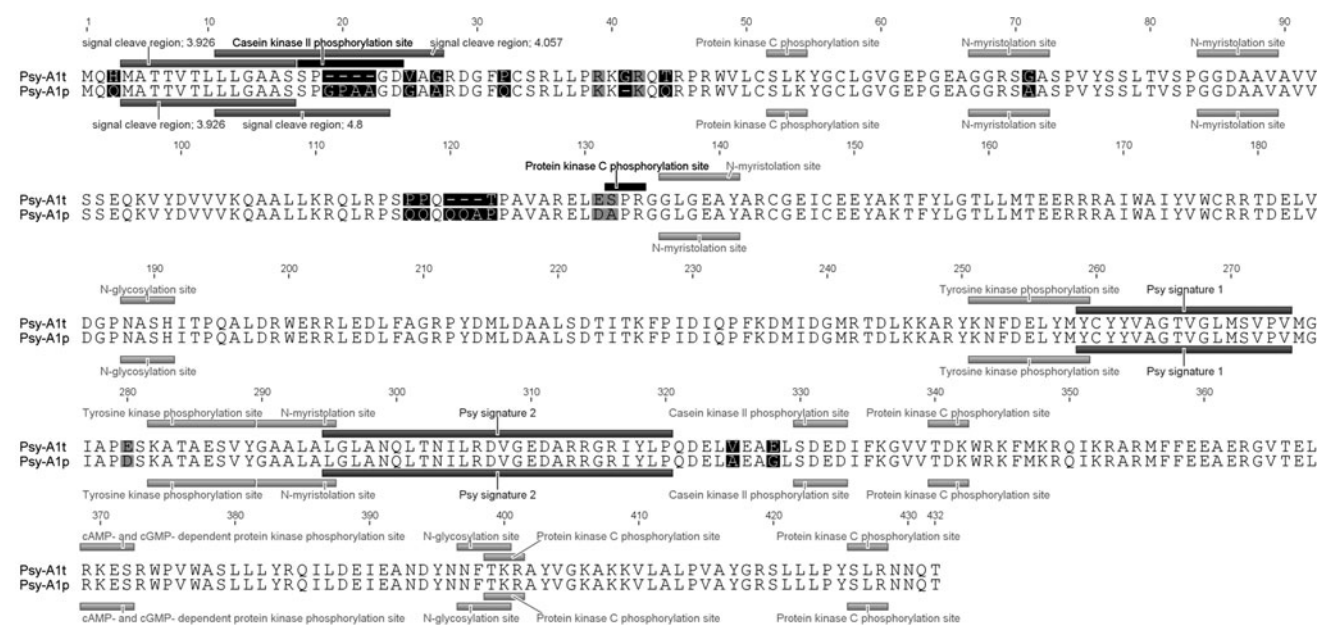 1 10 20 30 40 50 60 70 80 90
signal cleave region; 3.926 Casein kinase II phosphorylation site signal cleave region; 4.057 Protein kinase C phosphorylation site N-myristolation site N-myristolation site
Psy-A1t MQHMATTVTLLLGAASSP----GDVAGRDGFPCSRLLPRKGRQTRPRWVLCSLKYGCLGVGEPGEAGGRSGASPVYSSLTVSPGGDAAVAVV
Psy-A1p MQQMATTVTLLLGAASSPGPAAGDGAARDGFQCSRLLPKK-KQQRPRWVLCSLKYGCLGVGEPGEAGGRSAASPVYSSLTVSPGGDAAVAVV
signal cleave region; 3.926 signal cleave region; 4.8 Protein kinase C phosphorylation site N-myristolation site N-myristolation site
100 110 120 130 140 150 160 170 180
Protein kinase C phosphorylation site N-myristolation site
Psy-A1t SSEQKVYDVVVKQAALLKRQLRPSPPQ---TPAVARELESPRGGLGEAYARCGEICEEYAKTFYLGTLLMTEERRRAIWAIYVWCRRTDELV
Psy-A1p SSEQKVYDVVVKQAALLKRQLRPSQQQQQAPPAVARELDAPRGGLGEAYARCGEICEEYAKTFYLGTLLMTEERRRAIWAIYVWCRRTDELV
N-myristolation site
190 200 210 220 230 240 250 260 270
N-glycosylation site Tyrosine kinase phosphorylation site Psy signature 1
Psy-A1t DGPNASHITPQALDRWERRLEDLFAGRPYDMLDAALSDTITKFPIDIQPFKDMIDGMRTDLKKARYKNFDELYMYCYYVAGTVGLMSVPVMG
Psy-A1p DGPNASHITPQALDRWERRLEDLFAGRPYDMLDAALSDTITKFPIDIQPFKDMIDGMRTDLKKARYKNFDELYMYCYYVAGTVGLMSVPVMG
N-glycosylation site Tyrosine kinase phosphorylation site Psy signature 1
280 290 300 310 320 330 340 350 360
Tyrosine kinase phosphorylation site N-myristolation site Psy signature 2 Casein kinase II phosphorylation site Protein kinase C phosphorylation site
Psy-A1t IAPESKATAESVYGAALALGLANQLTNILRDVGEDARRGRIYLPQDELVEAELSDEDIFKGVVTDKWRKFMKRQIKRARMFFEEAERGVTEL
Psy-A1p IAPDSKATAESVYGAALALGLANQLTNILRDVGEDARRGRIYLPQDELAEAGLSDEDIFKGVVTDKWRKFMKRQIKRARMFFEEAERGVTEL
Tyrosine kinase phosphorylation site N-myristolation site Psy signature 2 Casein kinase II phosphorylation site Protein kinase C phosphorylation site
370 380 390 400 410 420 430 432
cAMP- and cGMP- dependent protein kinase phosphorylation site N-glycosylation site Protein kinase C phosphorylation site Protein kinase C phosphorylation site
Psy-A1t RKESRWPVWASLLLYRQILDEIEANDYNNFTKRAYVGKAKKVLALPVAYGRSLLLPYSLRNNQT
Psy-A1p RKESRWPVWASLLLYRQILDEIEANDYNNFTKRAYVGKAKKVLALPVAYGRSLLLPYSLRNNQT
cAMP- and cGMP- dependent protein kinase phosphorylation site N-glycosylation site Protein kinase C phosphorylation site Protein kinase C phosphorylation site